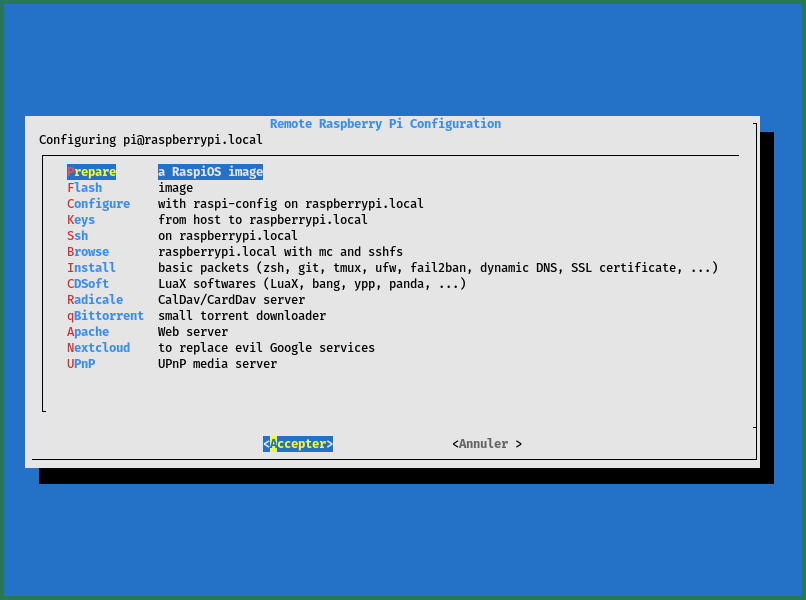 Remote Raspberry Pi Configuration
Configuring pi@raspberrypi.local
Prepare a RaspiOS image
Flash image
Configure with raspi-config on raspberrypi.local
Keys from host to raspberrypi.local
Ssh on raspberrypi.local
Browse raspberrypi.local with mc and sshfs
Install basic packets (zsh, git, tmux, ufw, fail2ban, dynamic DNS, SSL certificate, ...)
CDSoft LuaX softwares (LuaX, bang, ypp, panda, ...)
Radicale CalDav/CardDav server
qBittorrent small torrent downloader
Apache Web server
Nextcloud to replace evil Google services
UPnP UPnP media server
<Accepter> <Annuler >